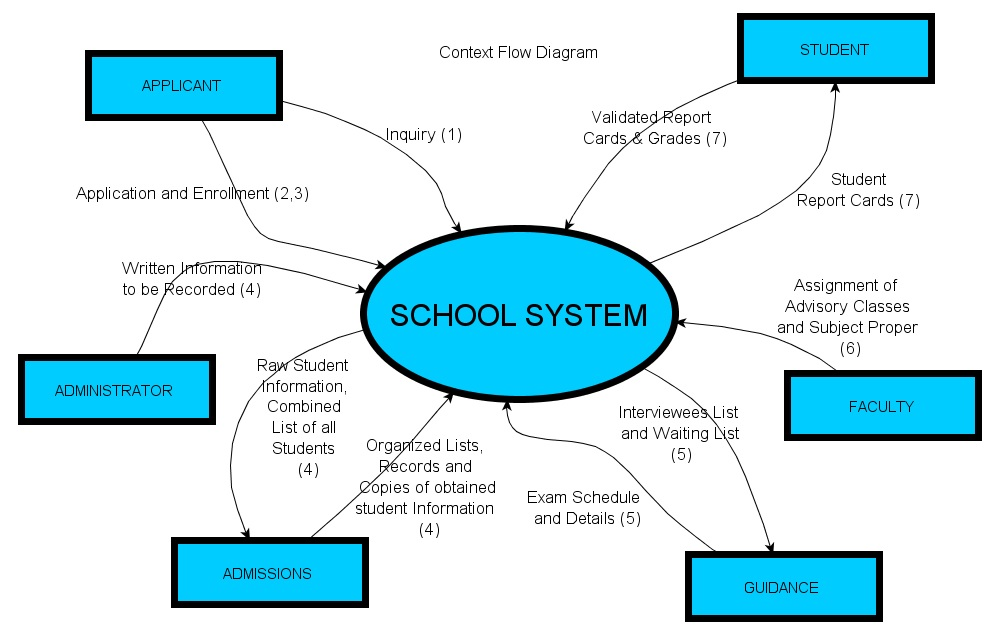 Context Flow Diagram
STUDENT
APPLICANT
Validated Report
Cards & Grades (7)
Inquiry (1)
Student
Report Cards (7)
Application and Enrollment (2,3)
Written Information
to be Recorded (4)
SCHOOL SYSTEM
Assignment of
Advisory Classes
and Subject Proper
(6)
ADMINISTRATOR
Raw Student
Information,
Combined
List of all
Students
(4)
FACULTY
Interviewees List
and Waiting List
(5)
Organized Lists,
Records and
Copies of obtained
student Information
(4)
Exam Schedule
and Details (5)
ADMISSIONS
GUIDANCE